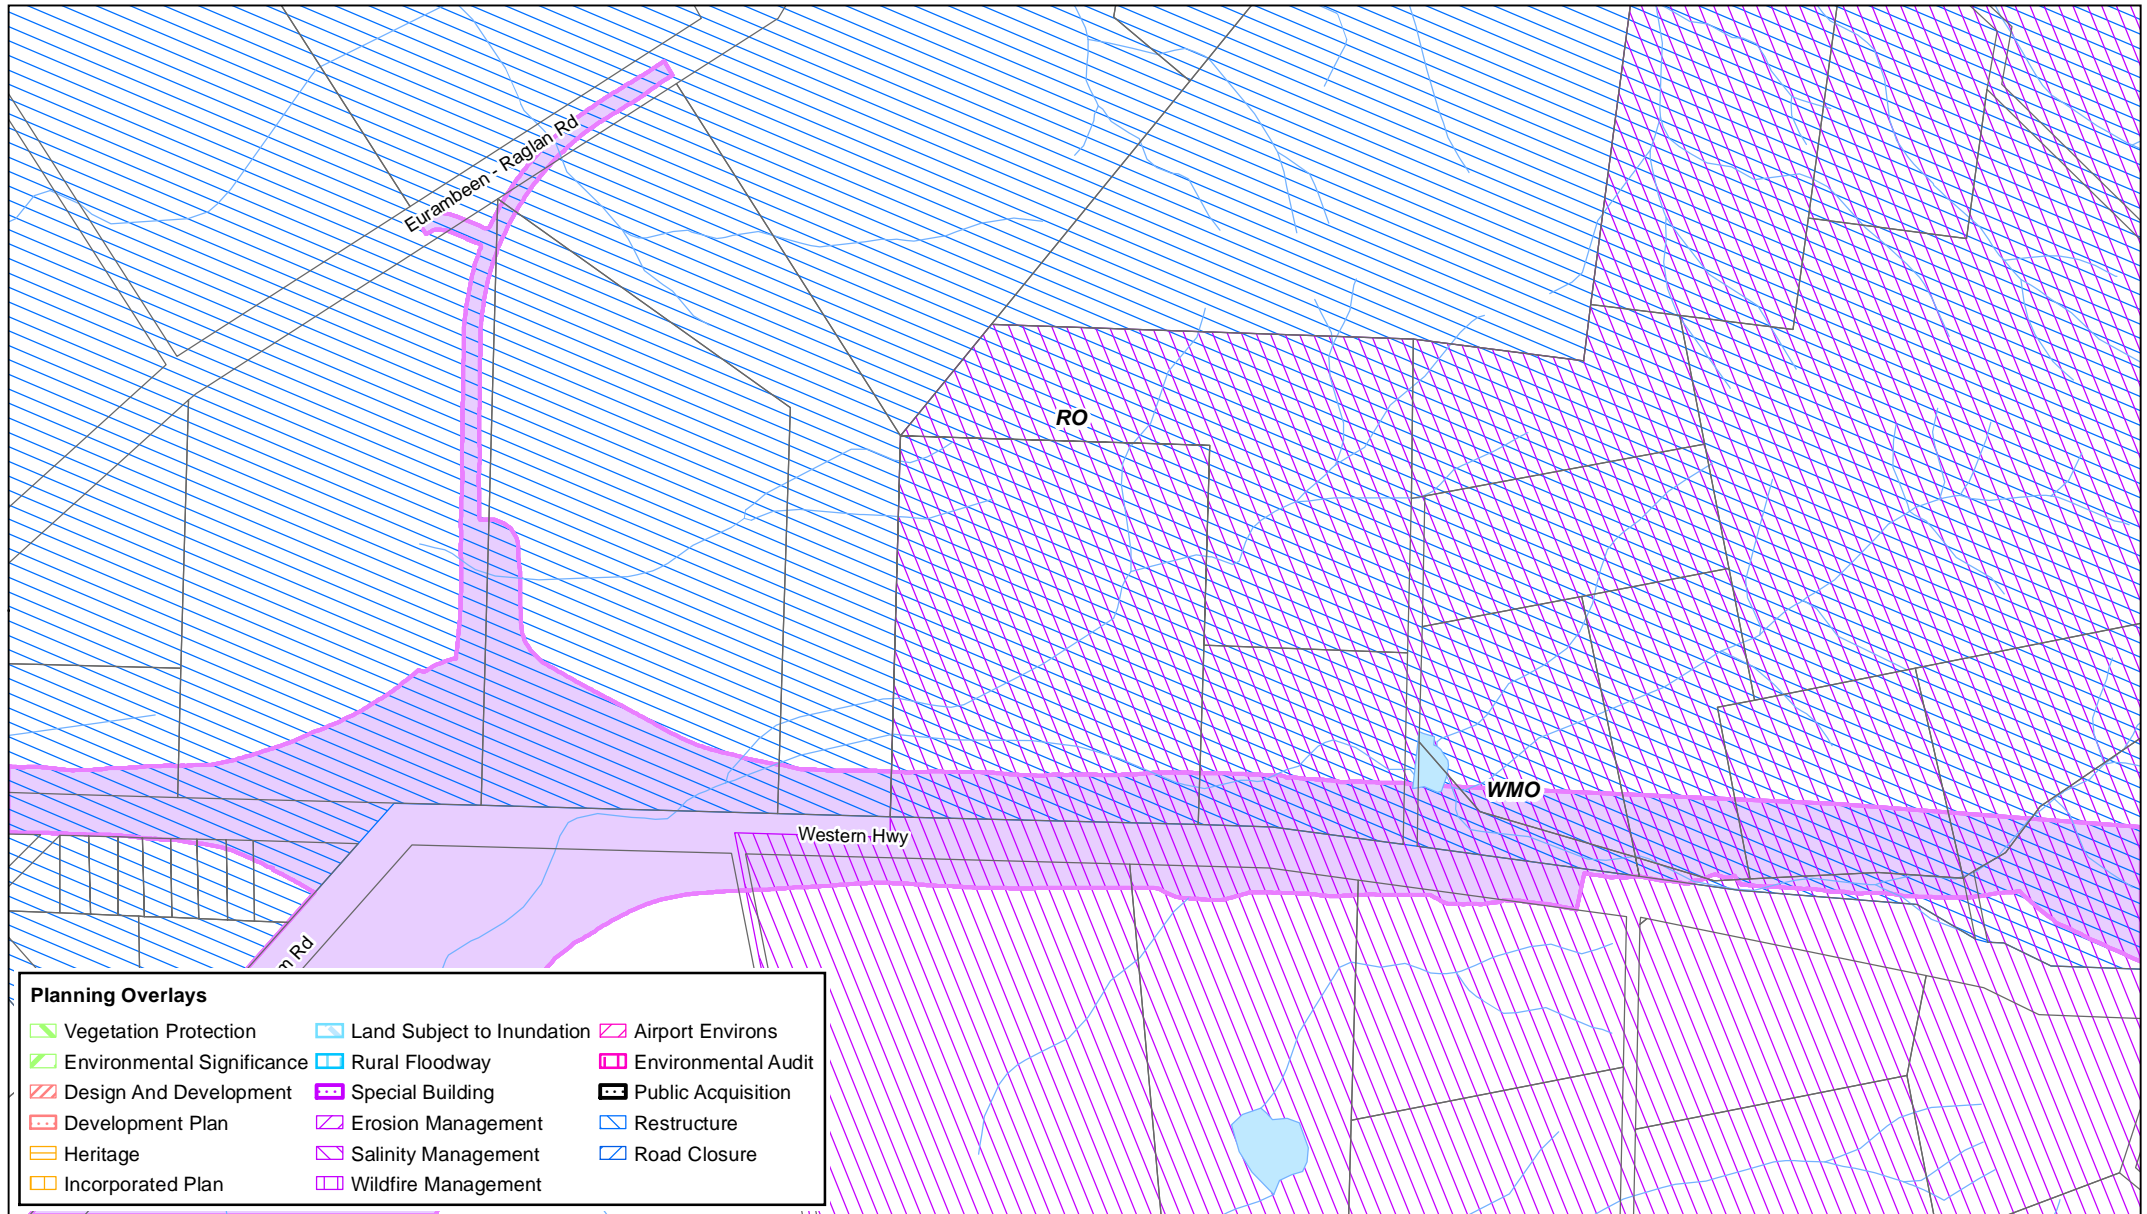 Eurambeen - Raglan Rd
RO
WMO
Western Hwy
m Rd
Planning Overlays
Vegetation Protection
Environmental Significance
Design And Development
Development Plan
Heritage
Incorporated Plan
Land Subject to Inundation
Rural Floodway
Special Building
Erosion Management
Salinity Management
Wildfire Management
Airport Environs
Environmental Audit
Public Acquisition
Restructure
Road Closure